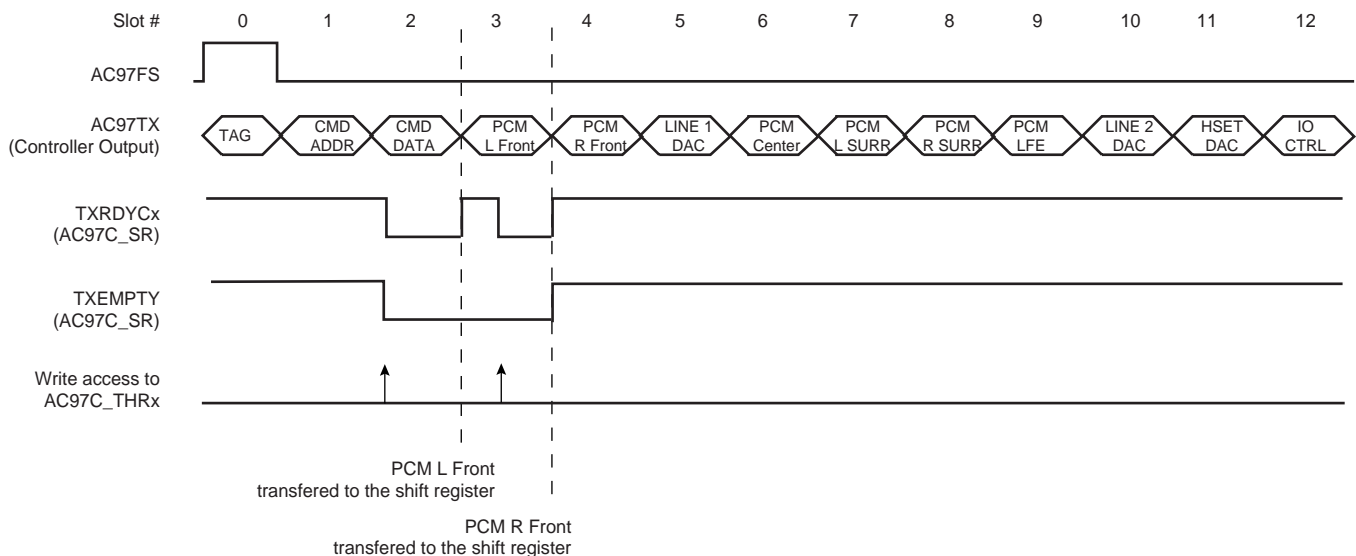 Slot # 0 1 2 3 4 5 6 7 8 9 10 11 12
AC97FS
AC97TX
(Controller Output)
TAG
CMD
ADDR
CMD
DATA
PCM
L Front
PCM
R Front
LINE 1
DAC
PCM
Center
PCM
L SURR
PCM
R SURR
PCM
LFE
LINE 2
DAC
HSET
DAC
IO
CTRL
TXRDYCx
(AC97C_SR)
TXEMPTY
(AC97C_SR)
Write access to
AC97C_THRx
PCM L Front
transfered to the shift register
PCM R Front
transfered to the shift register